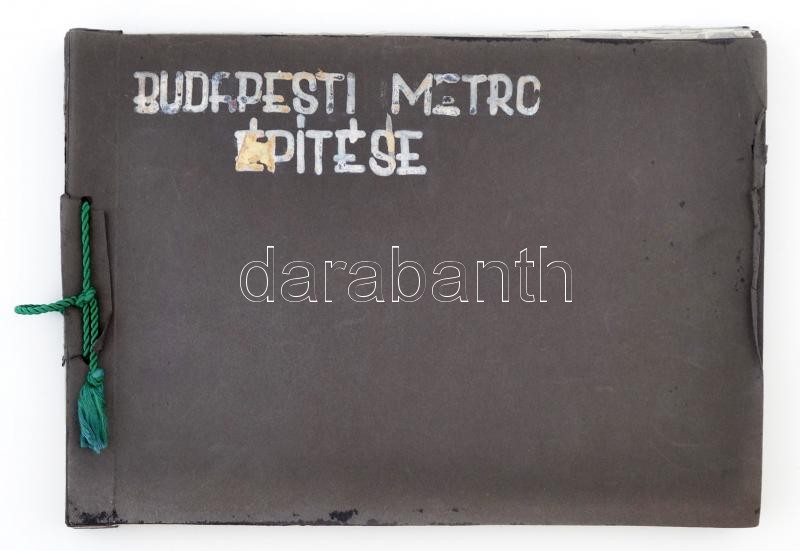 BUDAPESTI METRO
ÉPÍTÉSE
darabanth